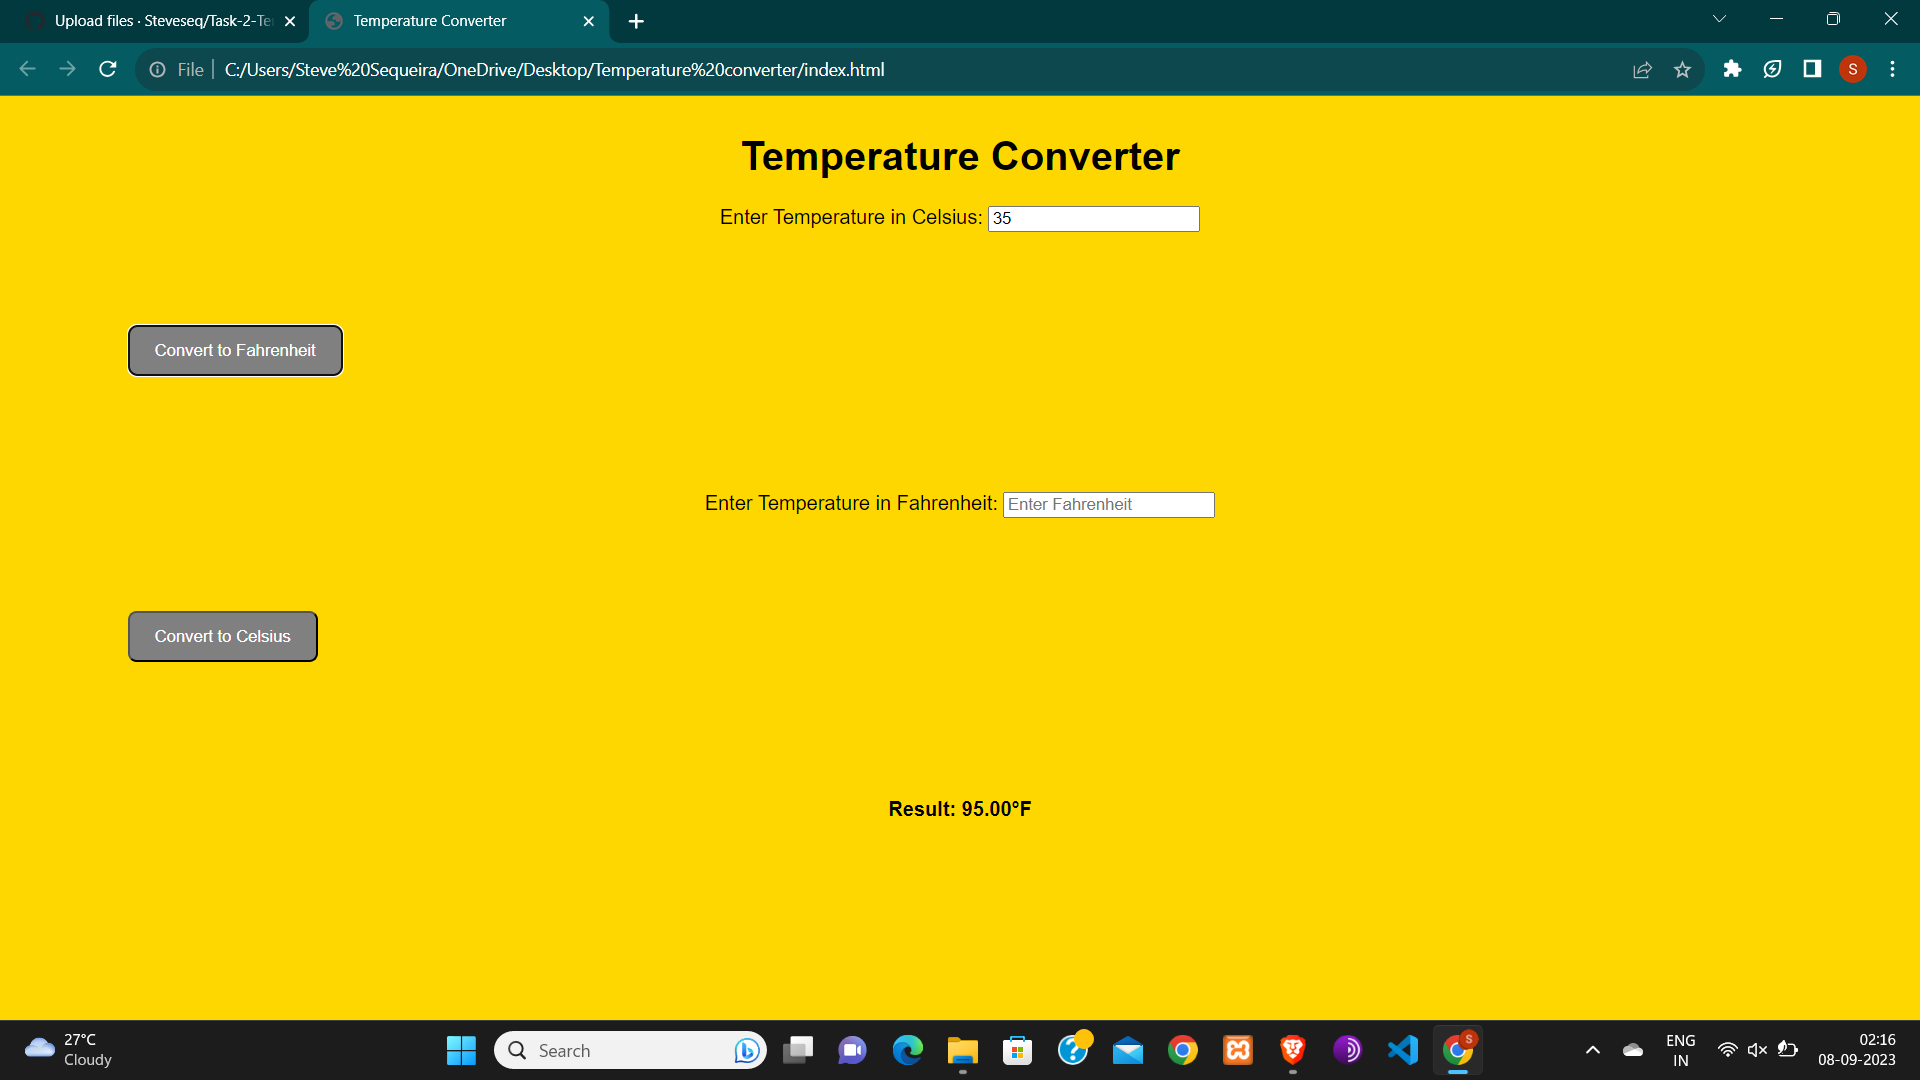 Upload files · Steveseq/Task-2-Te
Temperature Converter
File
C:/Users/Steve%20Sequeira/OneDrive/Desktop/Temperature%20converter/index.html
S
Temperature Converter
Enter Temperature in Celsius: 35
Convert to Fahrenheit
Enter Temperature in Fahrenheit: Enter Fahrenheit
Convert to Celsius
Result: 95.00°F
27°C
Cloudy
Search
S
ENG
IN
02:16
08-09-2023